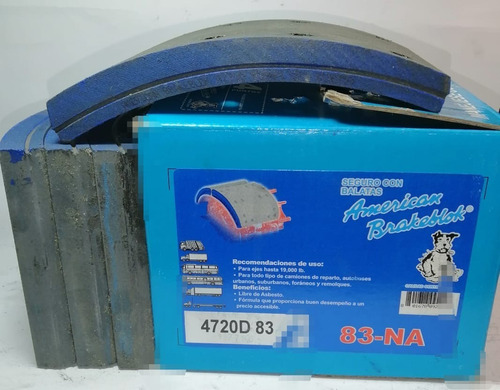 SEGURO CON
BALATAS
American
Brakeblok®
Recomendaciones de uso:
• Para ejes hasta 19,000 lb.
• Para todo tipo de camiones de reparto, autobuses
urbanos, suburbanos, foráneos y remolques.
Beneficios:
• Libre de Asbesto.
• Fórmula que proporciona buen desempeño a un
precio accesible.
4720D 83
83-NA